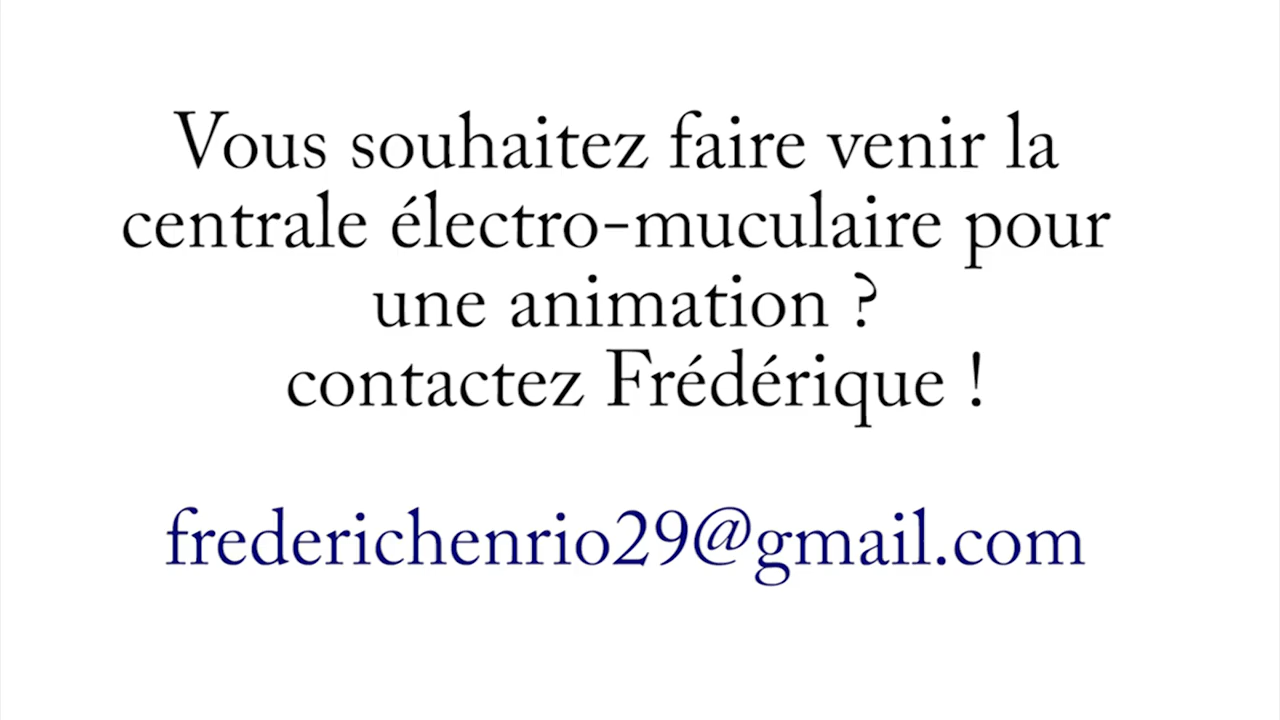 Vous souhaitez faire venir la
centrale électro-muculaire pour
une animation ?
contactez Frédérique !
frederichenrio29@gmail.com